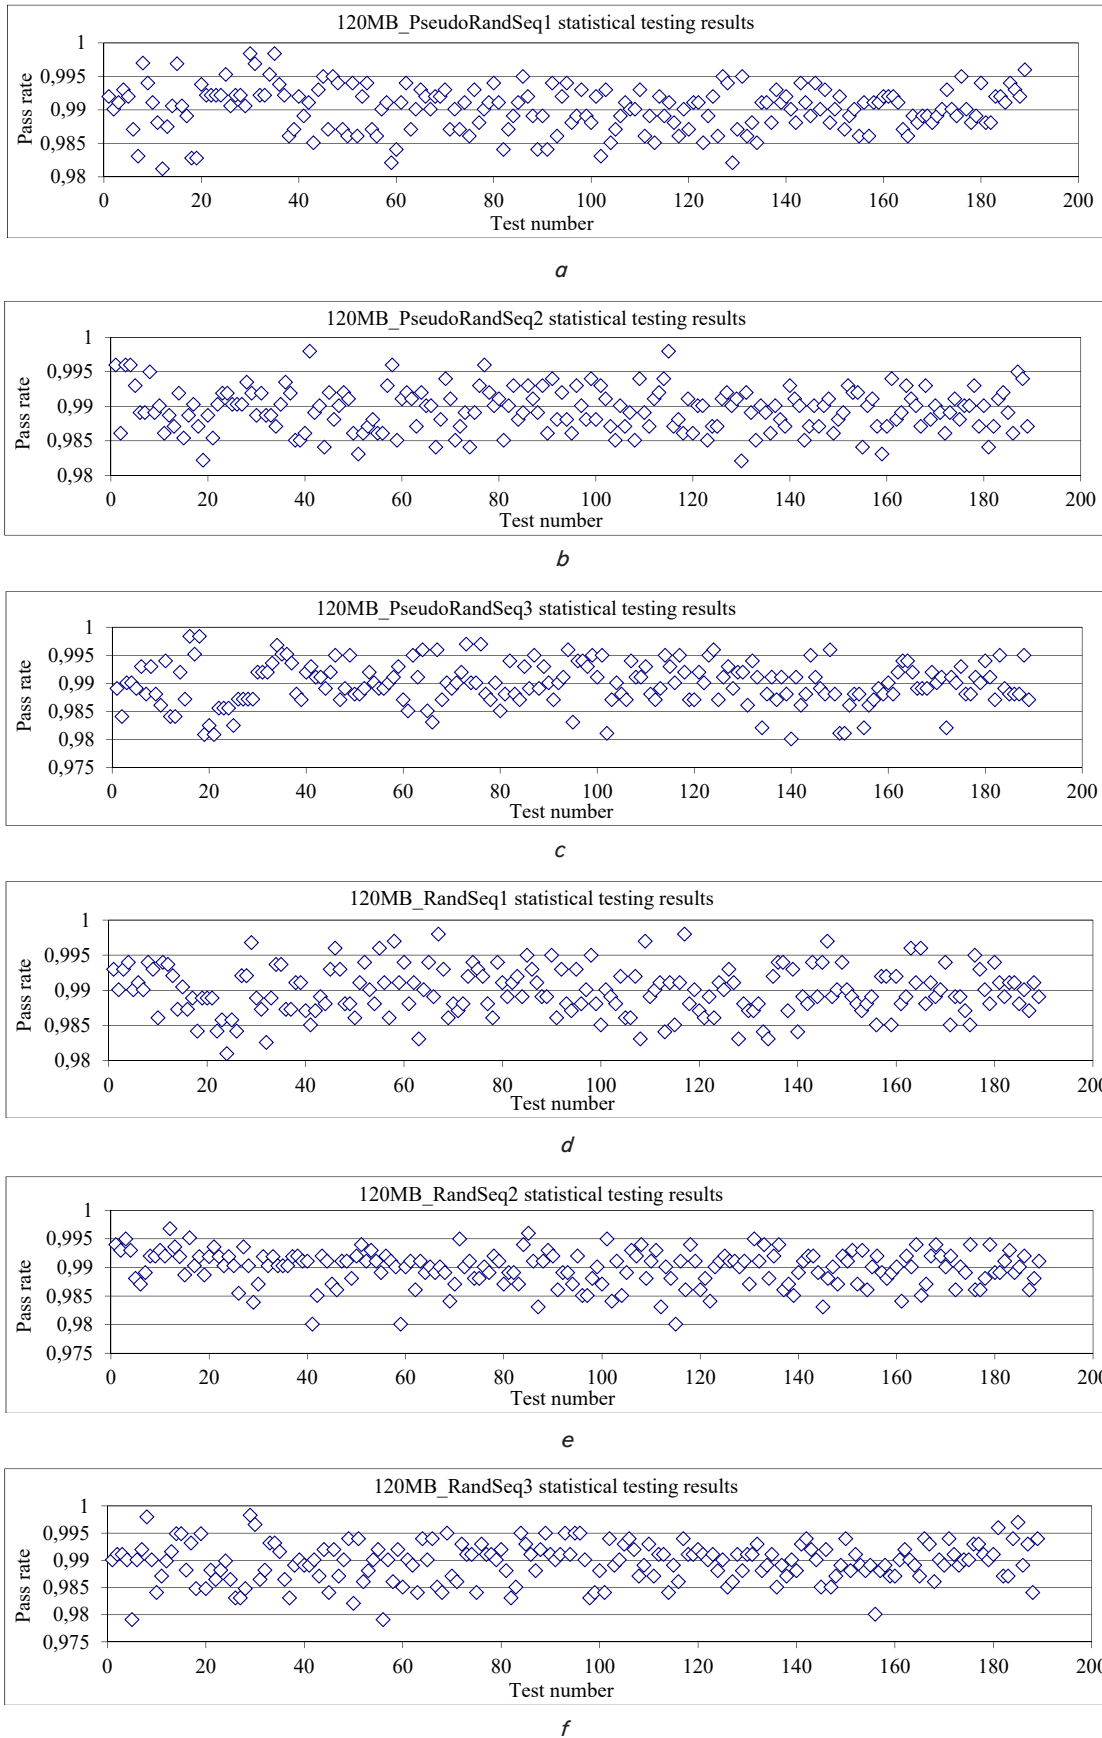 120MB_PseudoRandSeq1 statistical testing results
Pass rate
1
0,995
0,99
0,985
0,98
0 20 40 60 80 100 120 140 160 180 200
Test number
a
120MB_PseudoRandSeq2 statistical testing results
Pass rate
1
0,995
0,99
0,985
0,98
0 20 40 60 80 100 120 140 160 180 200
Test number
b
120MB_PseudoRandSeq3 statistical testing results
Pass rate
1
0,995
0,99
0,985
0,98
0,975
0 20 40 60 80 100 120 140 160 180 200
Test number
c
120MB_RandSeq1 statistical testing results
Pass rate
1
0,995
0,99
0,985
0,98
0 20 40 60 80 100 120 140 160 180 200
Test number
d
120MB_RandSeq2 statistical testing results
Pass rate
1
0,995
0,99
0,985
0,98
0,975
0 20 40 60 80 100 120 140 160 180 200
Test number
e
120MB_RandSeq3 statistical testing results
Pass rate
1
0,995
0,99
0,985
0,98
0,975
0 20 40 60 80 100 120 140 160 180 200
Test number
f